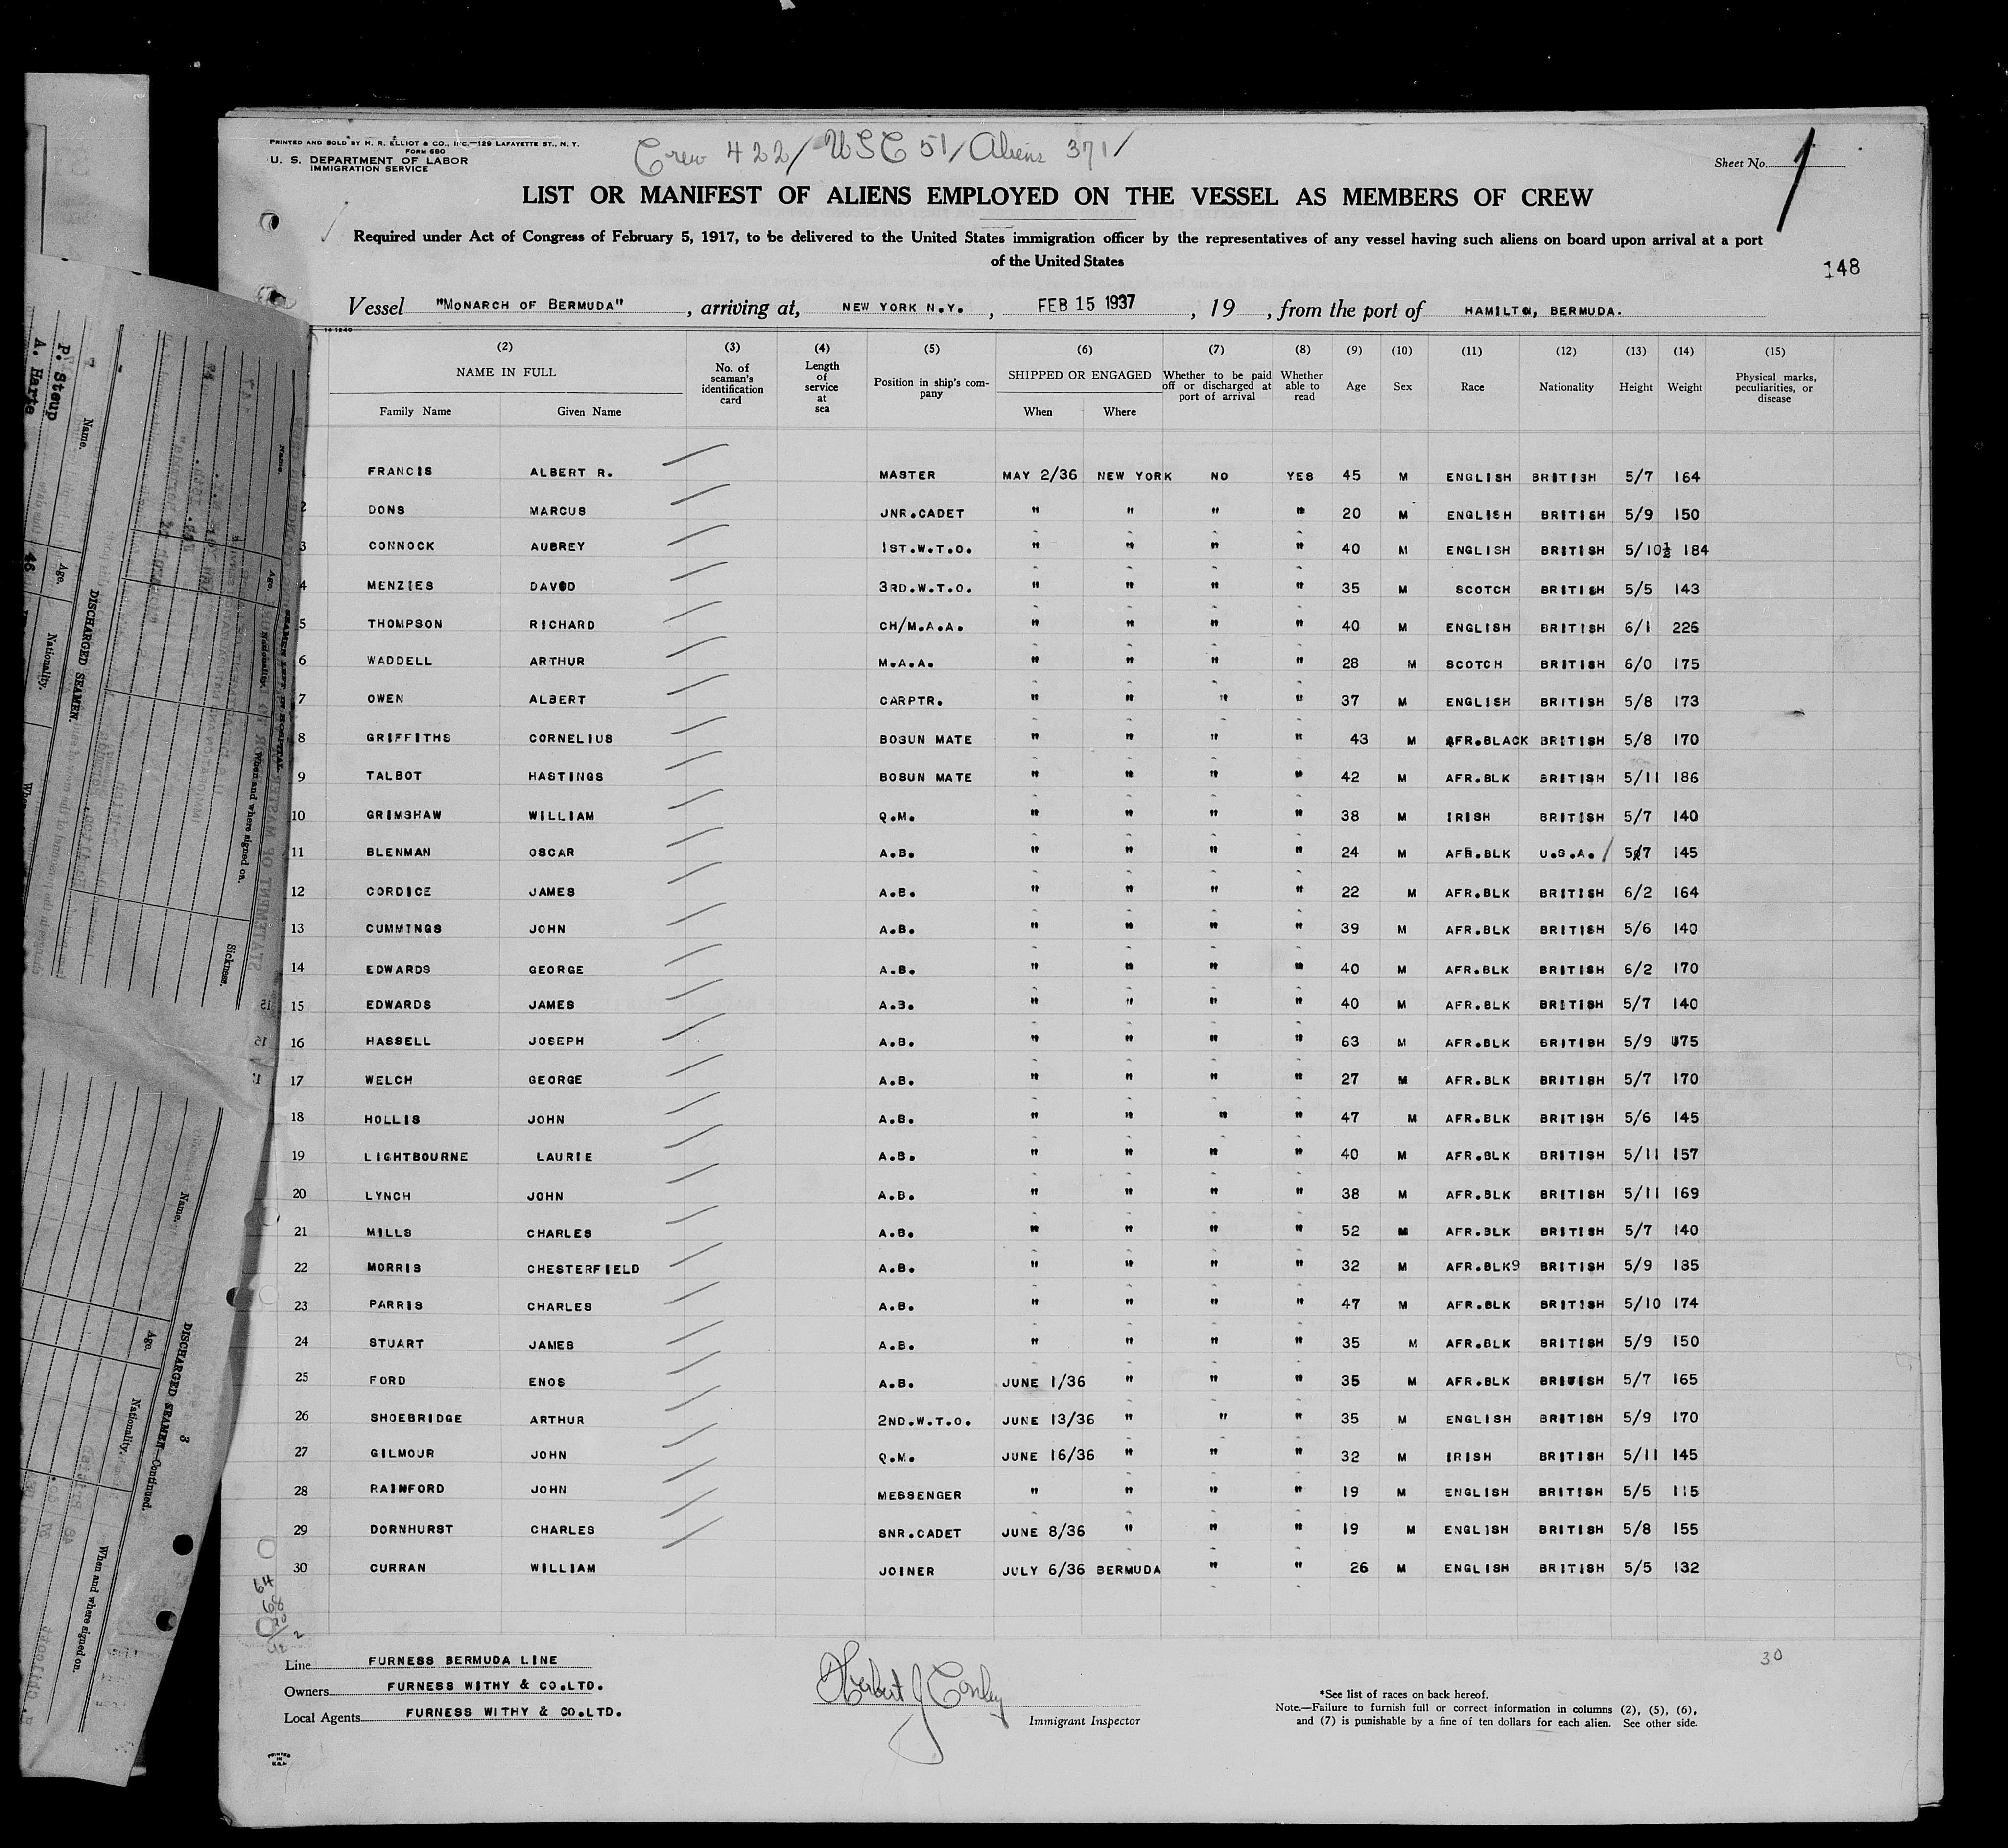 PRINTED AND SOLD BY H. R. ELLIOT & CO., INC.—129 LAFAYETTE ST., N. Y.
FORM 680
U. S. DEPARTMENT OF LABOR
IMMIGRATION SERVICE
Crew 422/ USC 51/ Aliens 371/
Sheet No. 1
LIST OR MANIFEST OF ALIENS EMPLOYED ON THE VESSEL AS MEMBERS OF CREW
Required under Act of Congress of February 5, 1917, to be delivered to the United States immigration officer by the representatives of any vessel having such aliens on board upon arrival at a port
of the United States
148
Vessel "MONARCH OF BERMUDA", arriving at, NEW YORK N.Y., FEB 15 1937, 19 , from the port of HAMILTON, BERMUDA.
(2) (3) (4) (5) (6) (7) (8) (9) (10) (11) (12) (13) (14) (15)
NAME IN FULL No. of seaman's identification card Length of service at sea Position in ship's company SHIPPED OR ENGAGED Whether to be paid off or discharged at port of arrival Whether able to read Age Sex Race Nationality Height Weight Physical marks, peculiarities, or disease
Family Name Given Name When Where
FRANCIS ALBERT R. MASTER MAY 2/36 NEW YORK NO YES 45 M ENGLISH BRITISH 5/7 164
2 DONS MARCUS JNR.CADET " " " " 20 M ENGLISH BRITISH 5/9 150
3 CONNOCK AUBREY 1ST.W.T.O. " " " " 40 M ENGLISH BRITISH 5/10½ 184
4 MENZIES DAVOD 3RD.W.T.O. " " " " 35 M SCOTCH BRITISH 5/5 143
5 THOMPSON RICHARD CH/M.A.A. " " " " 40 M ENGLISH BRITISH 6/1 225
6 WADDELL ARTHUR M.A.A. " " " " 28 M SCOTCH BRITISH 6/0 175
7 OWEN ALBERT CARPTR. " " " " 37 M ENGLISH BRITISH 5/8 173
8 GRIFFITHS CORNELIUS BOSUN MATE " " " " 43 M AFR.BLACK BRITISH 5/8 170
9 TALBOT HASTINGS BOSUN MATE " " " " 42 M AFR.BLK BRITISH 5/11 186
10 GRIMSHAW WILLIAM Q.M. " " " " 38 M IRISH BRITISH 5/7 140
11 BLENMAN OSCAR A.B. " " " " 24 M AFR.BLK U.S.A. / 5/7 145
12 CORDICE JAMES A.B. " " " " 22 M AFR.BLK BRITISH 6/2 164
13 CUMMINGS JOHN A.B. " " " " 39 M AFR.BLK BRITISH 5/6 140
14 EDWARDS GEORGE A.B. " " " " 40 M AFR.BLK BRITISH 6/2 170
15 EDWARDS JAMES A.B. " " " " 40 M AFR.BLK BRITISH 5/7 140
16 HASSELL JOSEPH A.B. " " " " 63 M AFR.BLK BRITISH 5/9 175
17 WELCH GEORGE A.B. " " " " 27 M AFR.BLK BRITISH 5/7 170
18 HOLLIS JOHN A.B. " " " " 47 M AFR.BLK BRITISH 5/6 145
19 LIGHTBOURNE LAURIE A.B. " " " " 40 M AFR.BLK BRITISH 5/11 157
20 LYNCH JOHN A.B. " " " " 38 M AFR.BLK BRITISH 5/11 169
21 MILLS CHARLES A.B. " " " " 52 M AFR.BLK BRITISH 5/7 140
22 MORRIS CHESTERFIELD A.B. " " " " 32 M AFR.BLK9 BRITISH 5/9 185
23 PARRIS CHARLES A.B. " " " " 47 M AFR.BLK BRITISH 5/10 174
24 STUART JAMES A.B. " " " " 35 M AFR.BLK BRITISH 5/9 150
25 FORD ENOS A.B. JUNE 1/36 " " " 35 M AFR.BLK BRITISH 5/7 165
26 SHOEBRIDGE ARTHUR 2ND.W.T.O. JUNE 13/36 " " " 35 M ENGLISH BRITISH 5/9 170
27 GILMOUR JOHN Q.M. JUNE 16/36 " " " 32 M IRISH BRITISH 5/11 145
28 RAINFORD JOHN MESSENGER " " " " 19 M ENGLISH BRITISH 5/5 115
29 DORNHURST CHARLES SNR.CADET JUNE 8/36 " " " 19 M ENGLISH BRITISH 5/8 155
30 CURRAN WILLIAM JOINER JULY 6/36 BERMUDA " " 26 M ENGLISH BRITISH 5/5 132
30
Line FURNESS BERMUDA LINE
Owners FURNESS WITHY & CO.LTD.
Local Agents FURNESS WITHY & CO.LTD.
Herbert J Conley
Immigrant Inspector
*See list of races on back hereof.
Note.—Failure to furnish full or correct information in columns (2), (5), (6),
and (7) is punishable by a fine of ten dollars for each alien. See other side.
PRINTED IN U.S.A.
P. Steup
A. Harte
46
Name. Age. Nationality.
DISCHARGED SEAMEN.
Name. Age. Nationality. When and where signed on. Sickness.
DISCHARGED SEAMEN—Continued. 3
Name. Age. Nationality. When and where signed on.